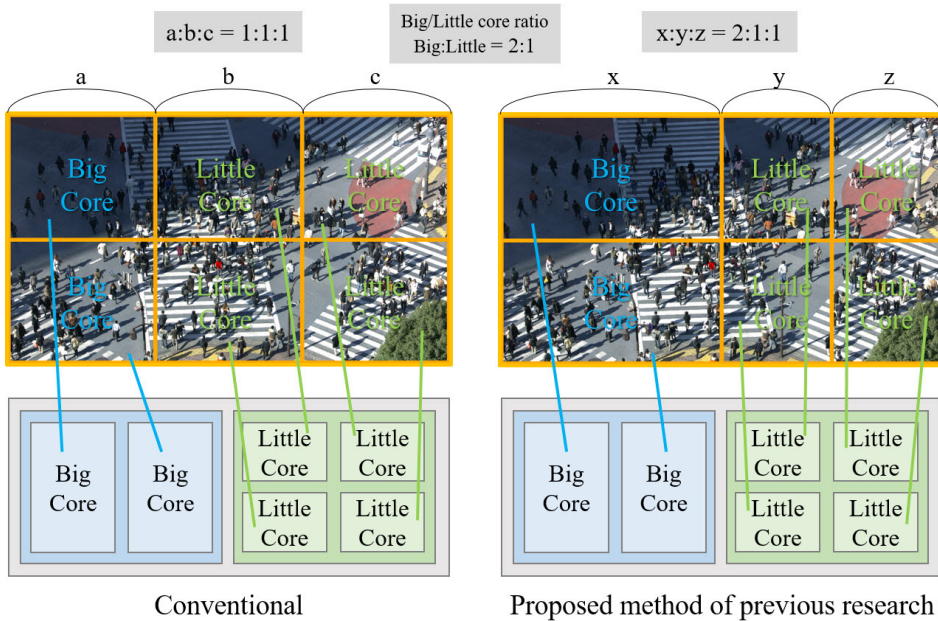 a:b:c = 1:1:1
Big/Little core ratio
Big:Little = 2:1
x:y:z = 2:1:1
a
b
c
x
y
z
Big
Core
Little
Core
Little
Core
Big
Core
Little
Core
Little
Core
Big
Core
Little
Core
Little
Core
Big
Core
Little
Core
Little
Core
Big
Core
Big
Core
Little
Core
Little
Core
Little
Core
Little
Core
Big
Core
Big
Core
Little
Core
Little
Core
Little
Core
Little
Core
Conventional
Proposed method of previous research